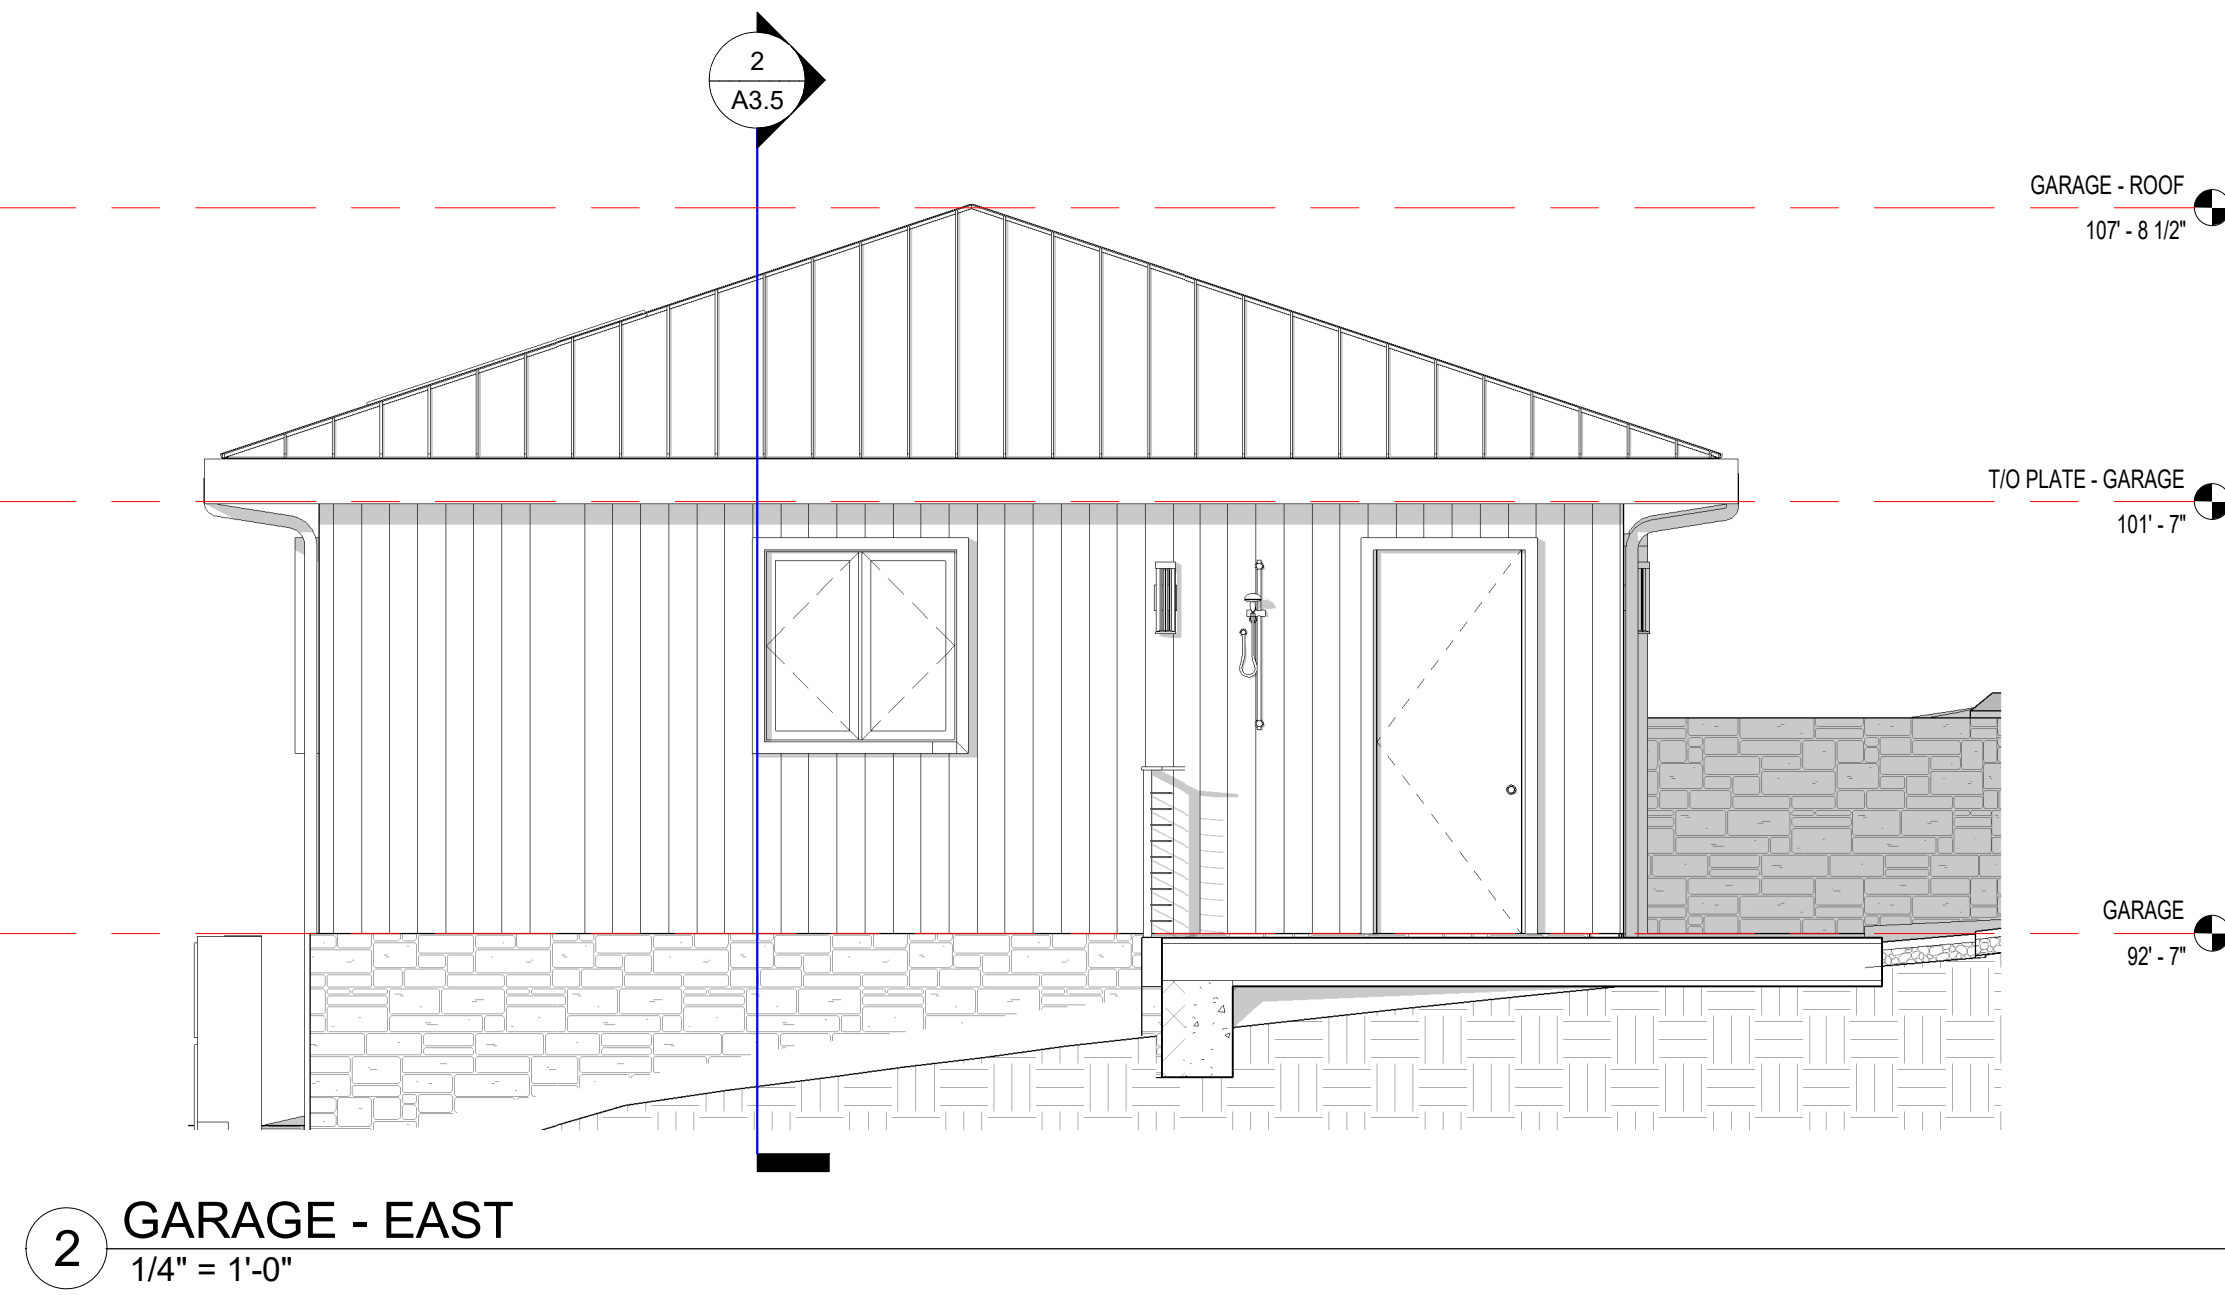 2
A3.5
GARAGE - ROOF
107' - 8 1/2"
T/O PLATE - GARAGE
101' - 7"
GARAGE
92' - 7"
2
GARAGE - EAST
1/4" = 1'-0"